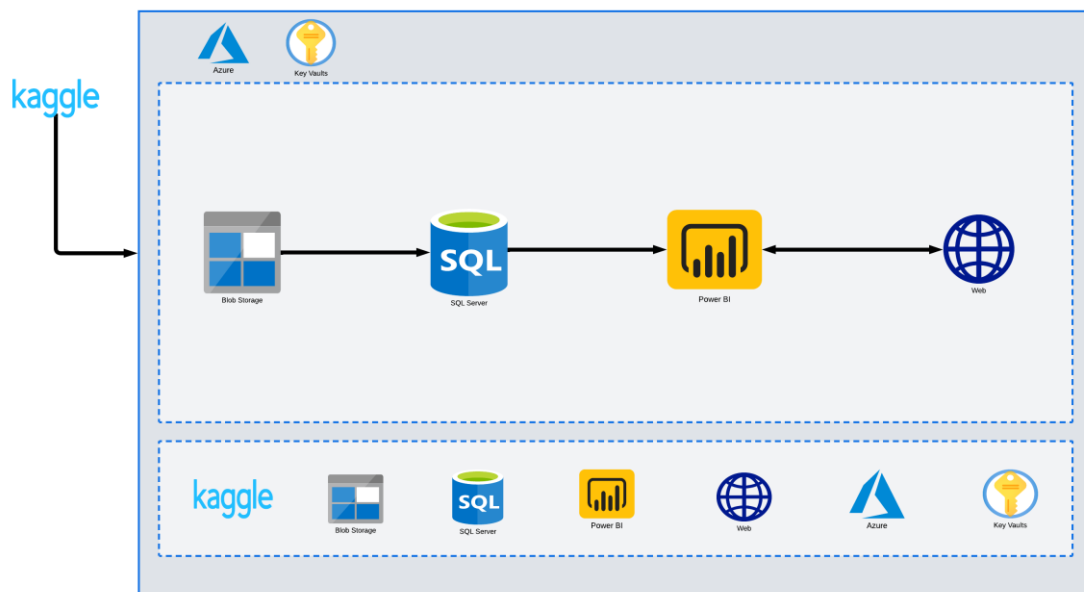 Azure
Key Vaults
kaggle
SQL
Blob Storage
SQL Server
Power BI
Web
kaggle
SQL
Blob Storage
SQL Server
Power BI
Web
Azure
Key Vaults